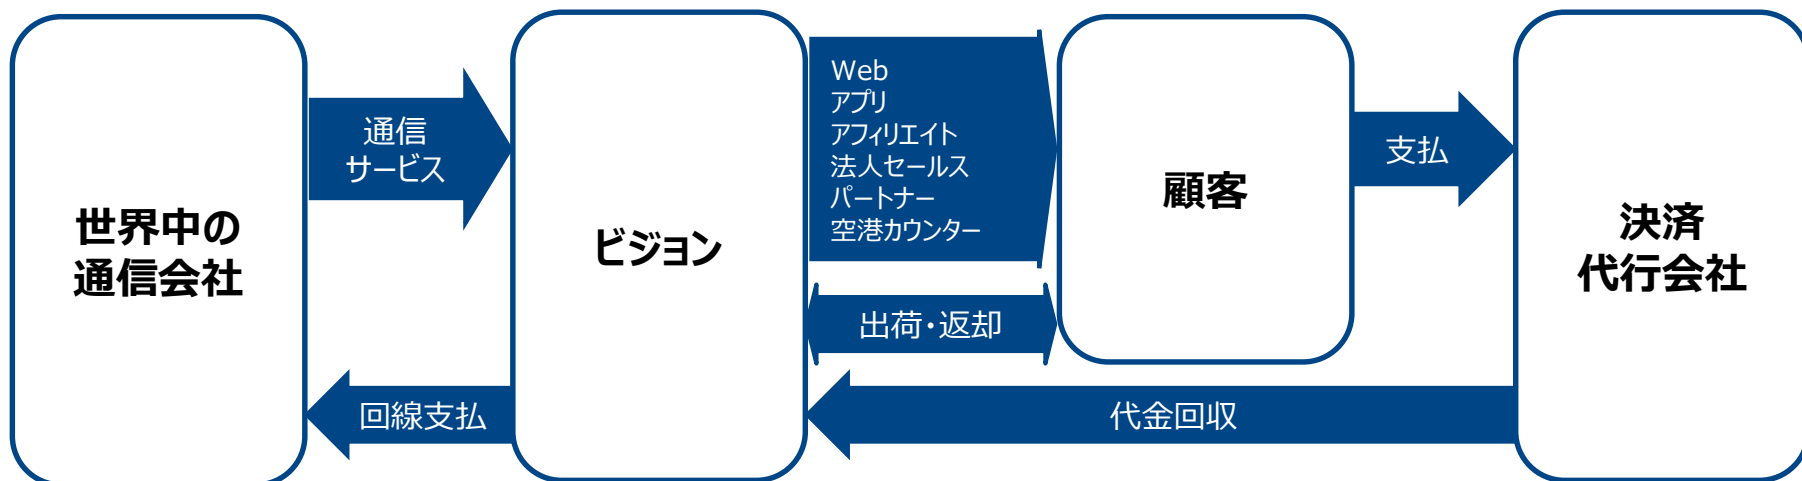 世界中の
通信会社
通信
サービス
回線支払
ビジョン
Web
アプリ
アフィリエイト
法人セールス
パートナー
空港カウンター
出荷・返却
顧客
支払
代金回収
決済
代行会社